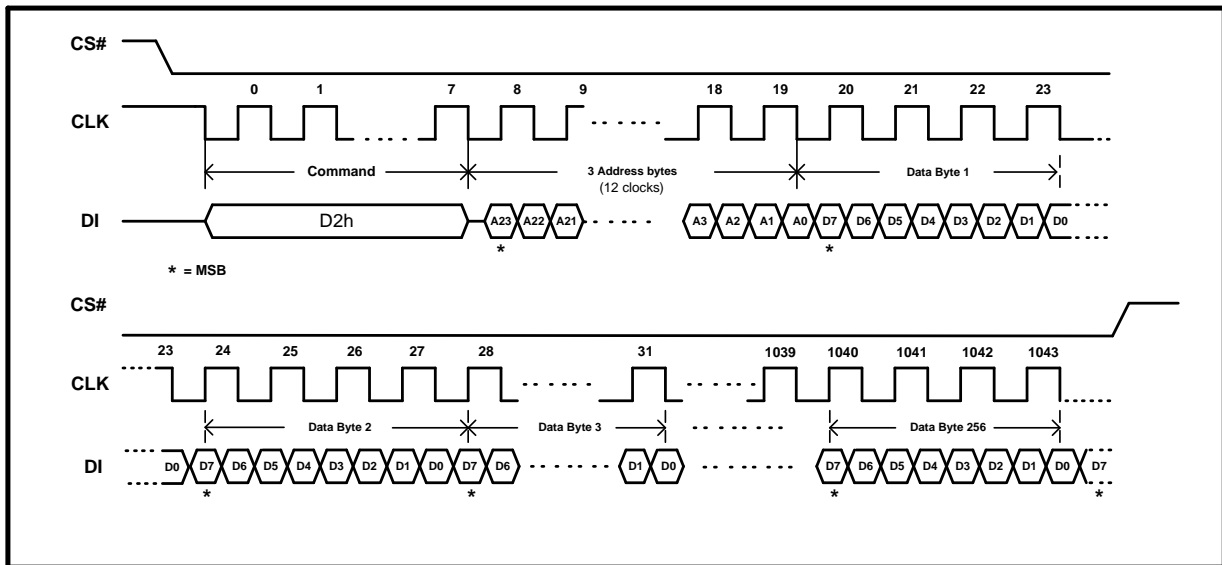 CS#
0 1 7 8 9 18 19 20 21 22 23
CLK
Command 3 Address bytes Data Byte 1
(12 clocks)
DI D2h A23 A22 A21 A3 A2 A1 A0 D7 D6 D5 D4 D3 D2 D1 D0
* *
* = MSB
CS#
23 24 25 26 27 28 31 1039 1040 1041 1042 1043
CLK
Data Byte 2 Data Byte 3 Data Byte 256
DI D0 D7 D6 D5 D4 D3 D2 D1 D0 D7 D6 D1 D0 D7 D6 D5 D4 D3 D2 D1 D0 D7
* * * *